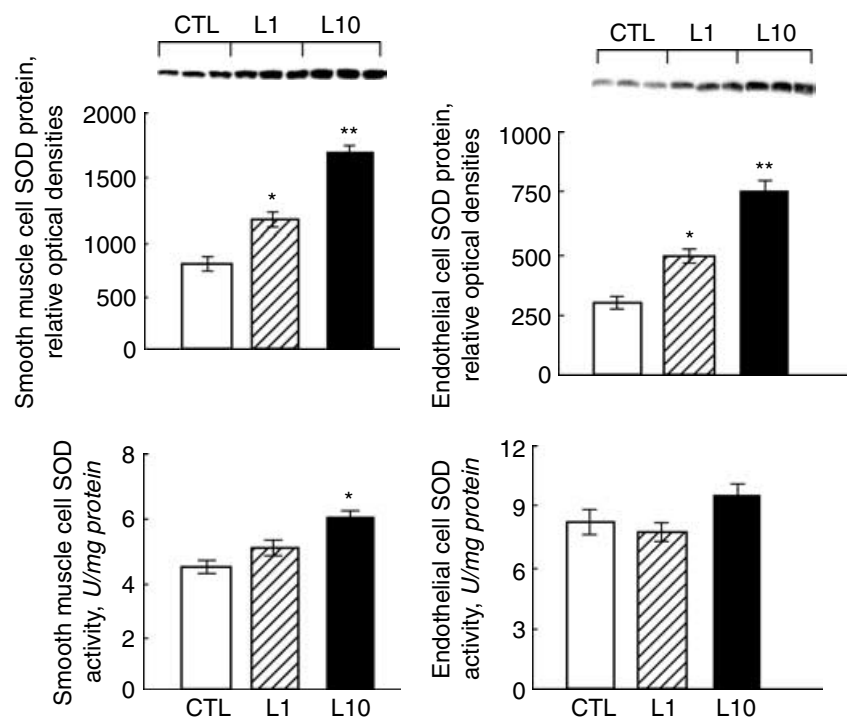 CTL L1 L10
Smooth muscle cell SOD protein,
relative optical densities
2000
1500
1000
500
0
*
**
CTL L1 L10
Endothelial cell SOD protein,
relative optical densities
1000
750
500
250
0
*
**
Smooth muscle cell SOD
activity, U/mg protein
8
6
4
2
0
*
CTL L1 L10
Endothelial cell SOD
activity, U/mg protein
12
9
6
3
0
CTL L1 L10